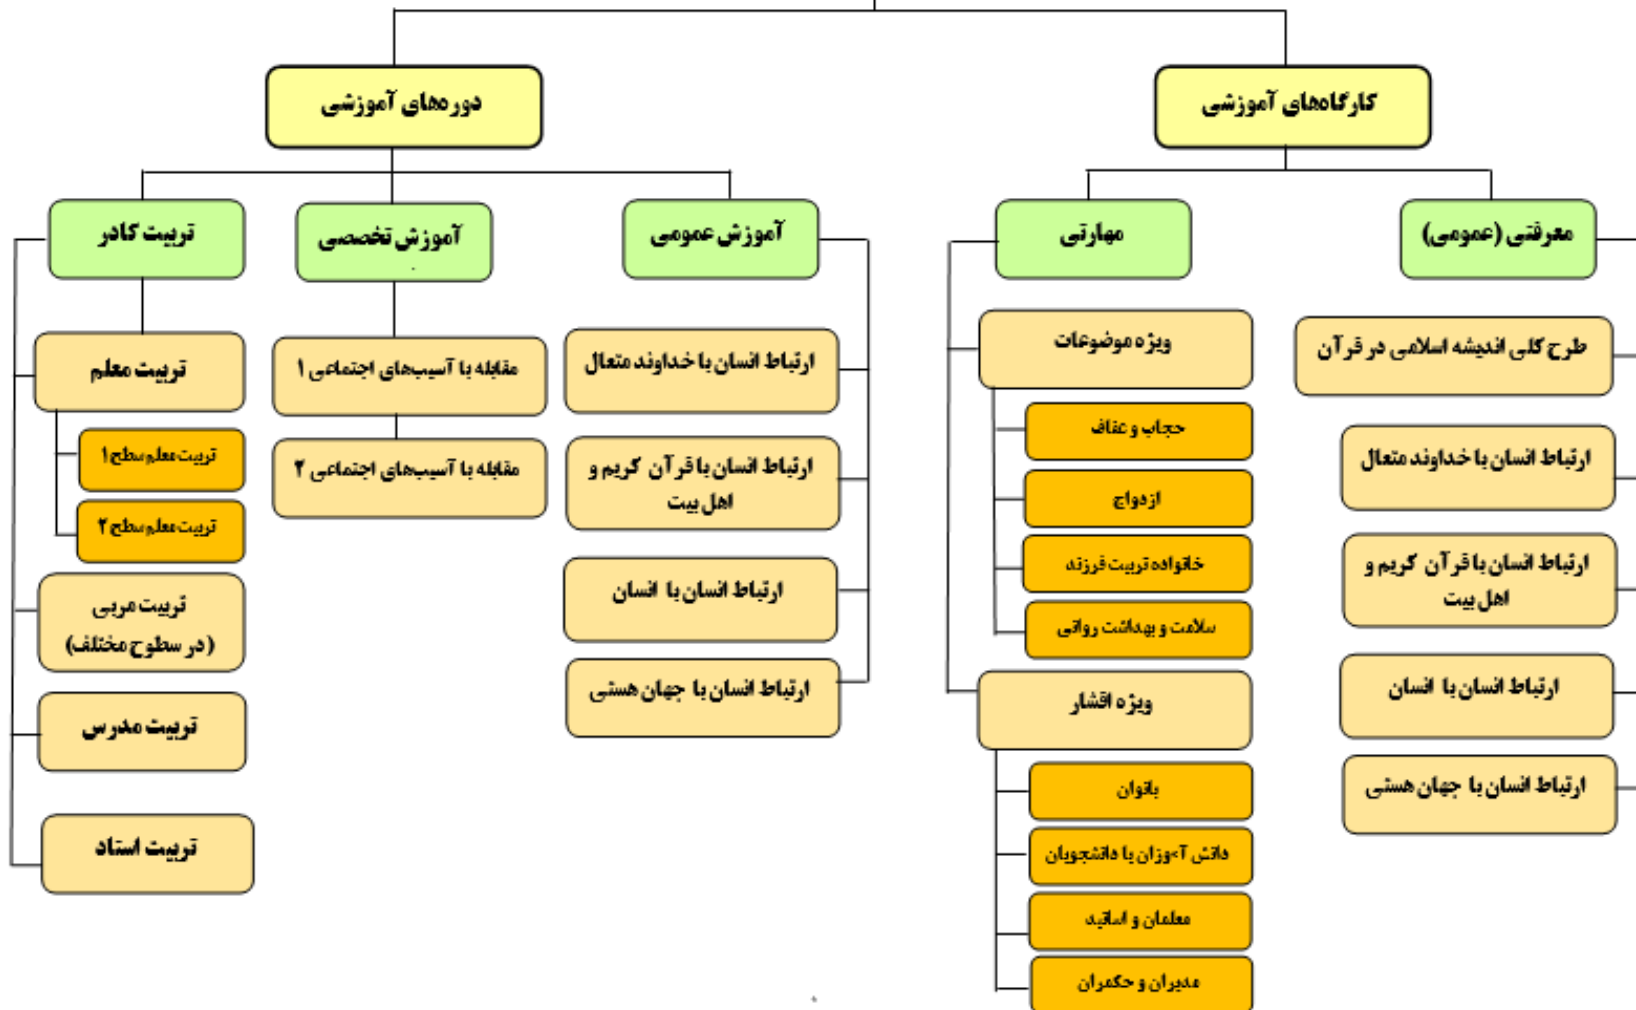 کارگاه‌های آموزشی
معرفتی (عمومی)
طرح کلی اندیشه اسلامی در قرآن
ارتباط انسان با خداوند متعال
ارتباط انسان با قرآن کریم و
اهل بیت
ارتباط انسان با انسان
ارتباط انسان با جهان هستی
مهارتی
ویژه موضوعات
حجاب و عفاف
ازدواج
خانواده تربیت فرزند
سلامت و بهداشت روانی
ویژه اقشار
بانوان
دانش آموزان یا دانشجویان
معلمان و اساتید
مدیران و حکمران
دوره‌های آموزشی
آموزش عمومی
ارتباط انسان با خداوند متعال
ارتباط انسان با قرآن کریم و
اهل بیت
ارتباط انسان با انسان
ارتباط انسان با جهان هستی
آموزش تخصصی
مقابله با آسیب‌های اجتماعی ۱
مقابله با آسیب‌های اجتماعی ۲
تربیت کادر
تربیت معلم
تربیت معلم سطح ۱
تربیت معلم سطح ۲
تربیت مربی
(در سطوح مختلف)
تربیت مدرس
تربیت استاد